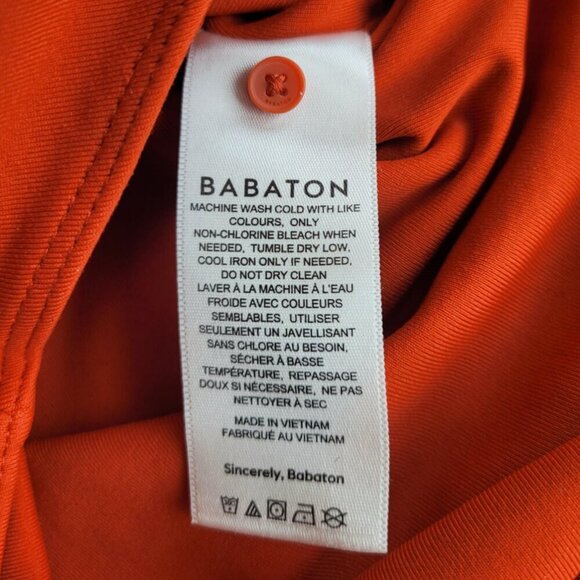 BABATON
MACHINE WASH COLD WITH LIKE
COLOURS, ONLY
NON-CHLORINE BLEACH WHEN
NEEDED, TUMBLE DRY LOW.
COOL IRON ONLY IF NEEDED.
DO NOT DRY CLEAN
LAVER À LA MACHINE À L'EAU
FROIDE AVEC COULEURS
SEMBLABLES, UTILISER
SEULEMENT UN JAVELLISANT
SANS CHLORE AU BESOIN,
SÉCHER À BASSE
TEMPÉRATURE, REPASSAGE
DOUX SI NÉCESSAIRE, NE PAS
NETTOYER À SEC
MADE IN VIETNAM
FABRIQUÉ AU VIETNAM
Sincerely, Babaton